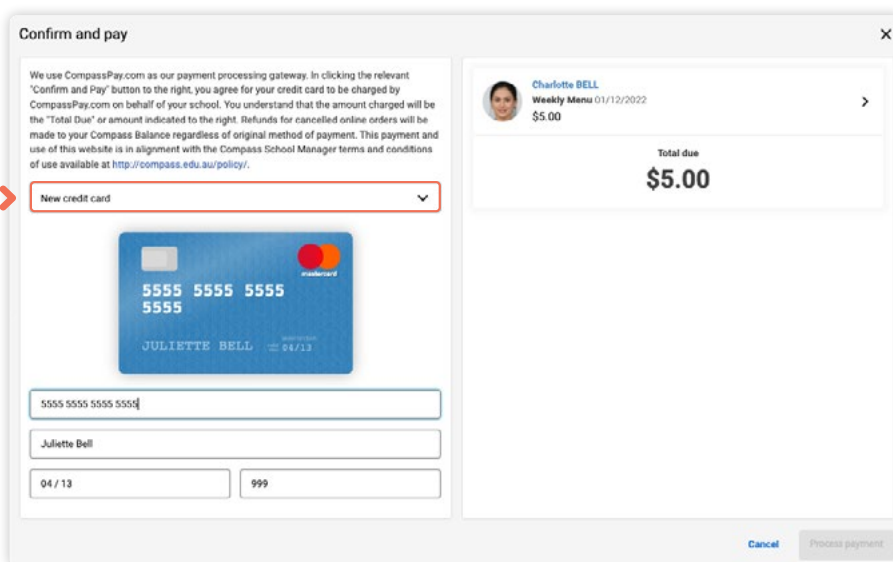 Confirm and pay
We use CompassPay.com as our payment processing gateway. In clicking the relevant
"Confirm and Pay" button to the right, you agree for your credit card to be charged by
CompassPay.com on behalf of your school. You understand that the amount charged will be
the "Total Due" or amount indicated to the right. Refunds for cancelled online orders will be
made to your Compass Balance regardless of original method of payment. This payment and
use of this website is in alignment with the Compass School Manager terms and conditions
of use available at http://compass.edu.au/policy/.
New credit card
mastercard
5555 5555 5555
5555
JULIETTE BELL 04/13
5555 5555 5555 5555
Juliette Bell
04 / 13
999
Charlotte BELL
Weekly Menu 01/12/2022
$5.00
Total due
$5.00
Cancel
Process payment